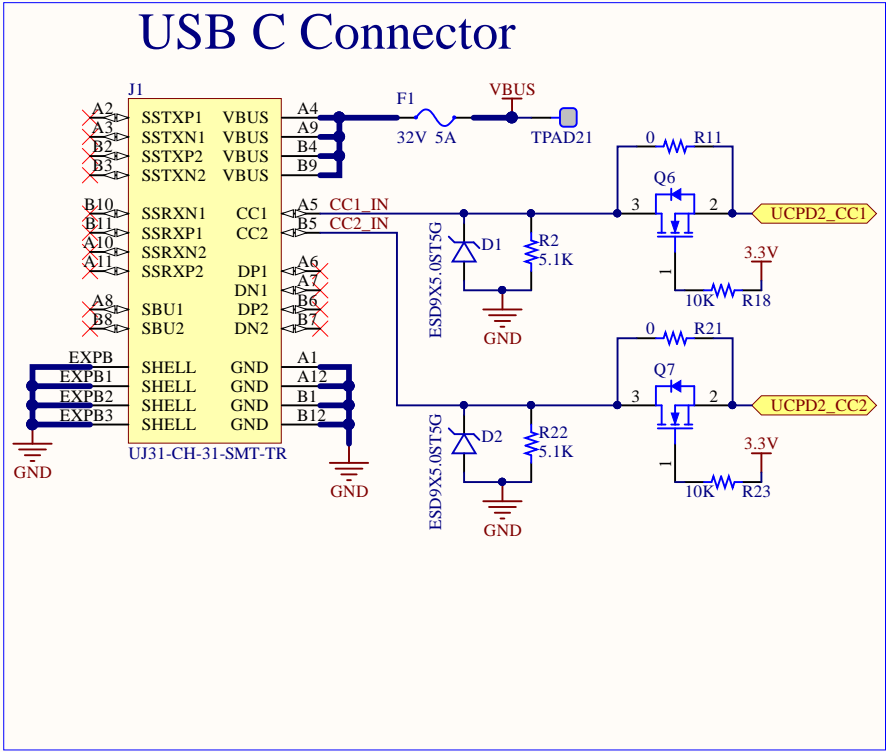 USB C Connector
J1
A2 SSTXP1 VBUS A4
A3 SSTXN1 VBUS A9
B2 SSTXP2 VBUS B4
B3 SSTXN2 VBUS B9
B10 SSRXN1 CC1 A5 CC1_IN
B11 SSRXP1 CC2 B5 CC2_IN
A10 SSRXN2
A11 SSRXP2 DP1 A6
DN1 A7
A8 SBU1 DP2 B6
B8 SBU2 DN2 B7
EXPB SHELL GND A1
EXPB1 SHELL GND A12
EXPB2 SHELL GND B1
EXPB3 SHELL GND B12
UJ31-CH-31-SMT-TR
GND
GND
F1
32V 5A
VBUS
TPAD21
ESD9X5.0ST5G
D1
R2
5.1K
GND
0 R11
Q6
3 2
1
UCPD2_CC1
3.3V
10K R18
ESD9X5.0ST5G
D2
R22
5.1K
GND
0 R21
Q7
3 2
1
UCPD2_CC2
3.3V
10K R23